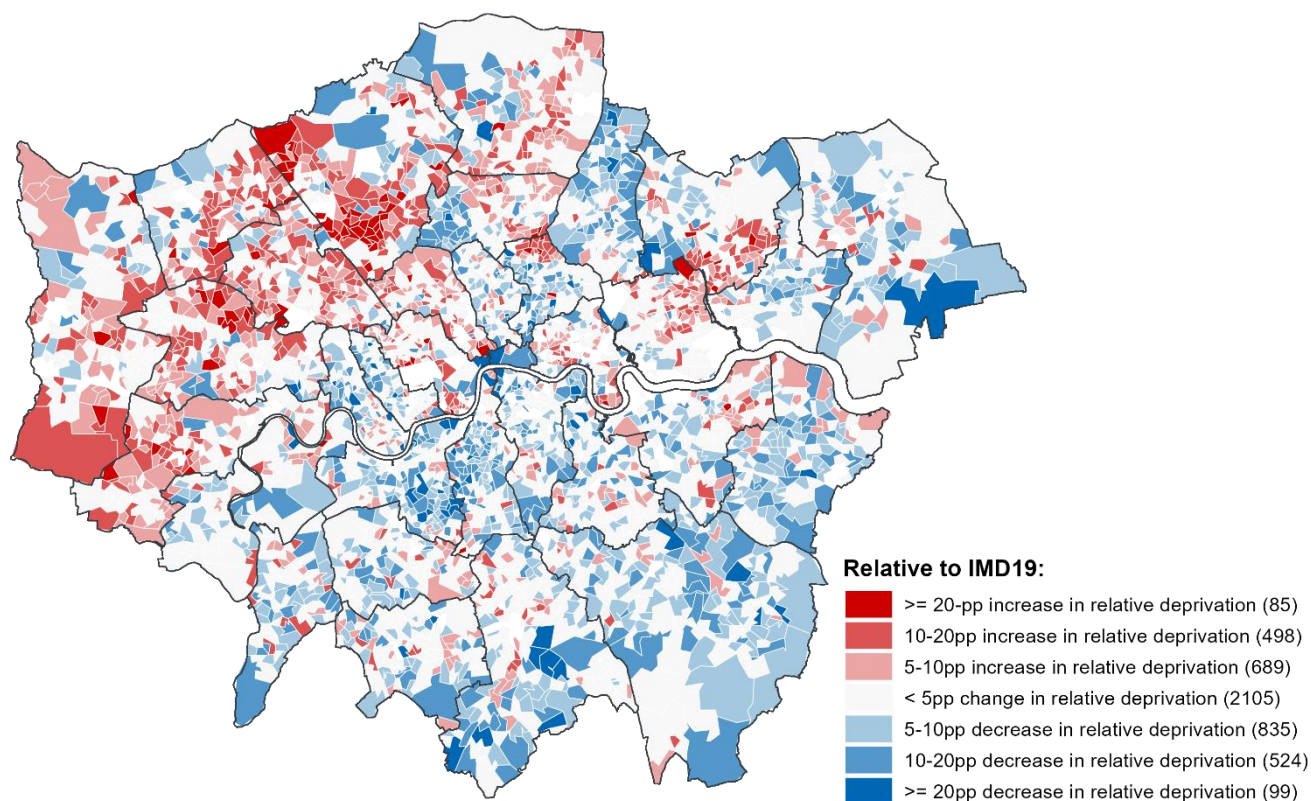 Relative to IMD19:
>= 20-pp increase in relative deprivation (85)
10-20pp increase in relative deprivation (498)
5-10pp increase in relative deprivation (689)
< 5pp change in relative deprivation (2105)
5-10pp decrease in relative deprivation (835)
10-20pp decrease in relative deprivation (524)
>= 20pp decrease in relative deprivation (99)